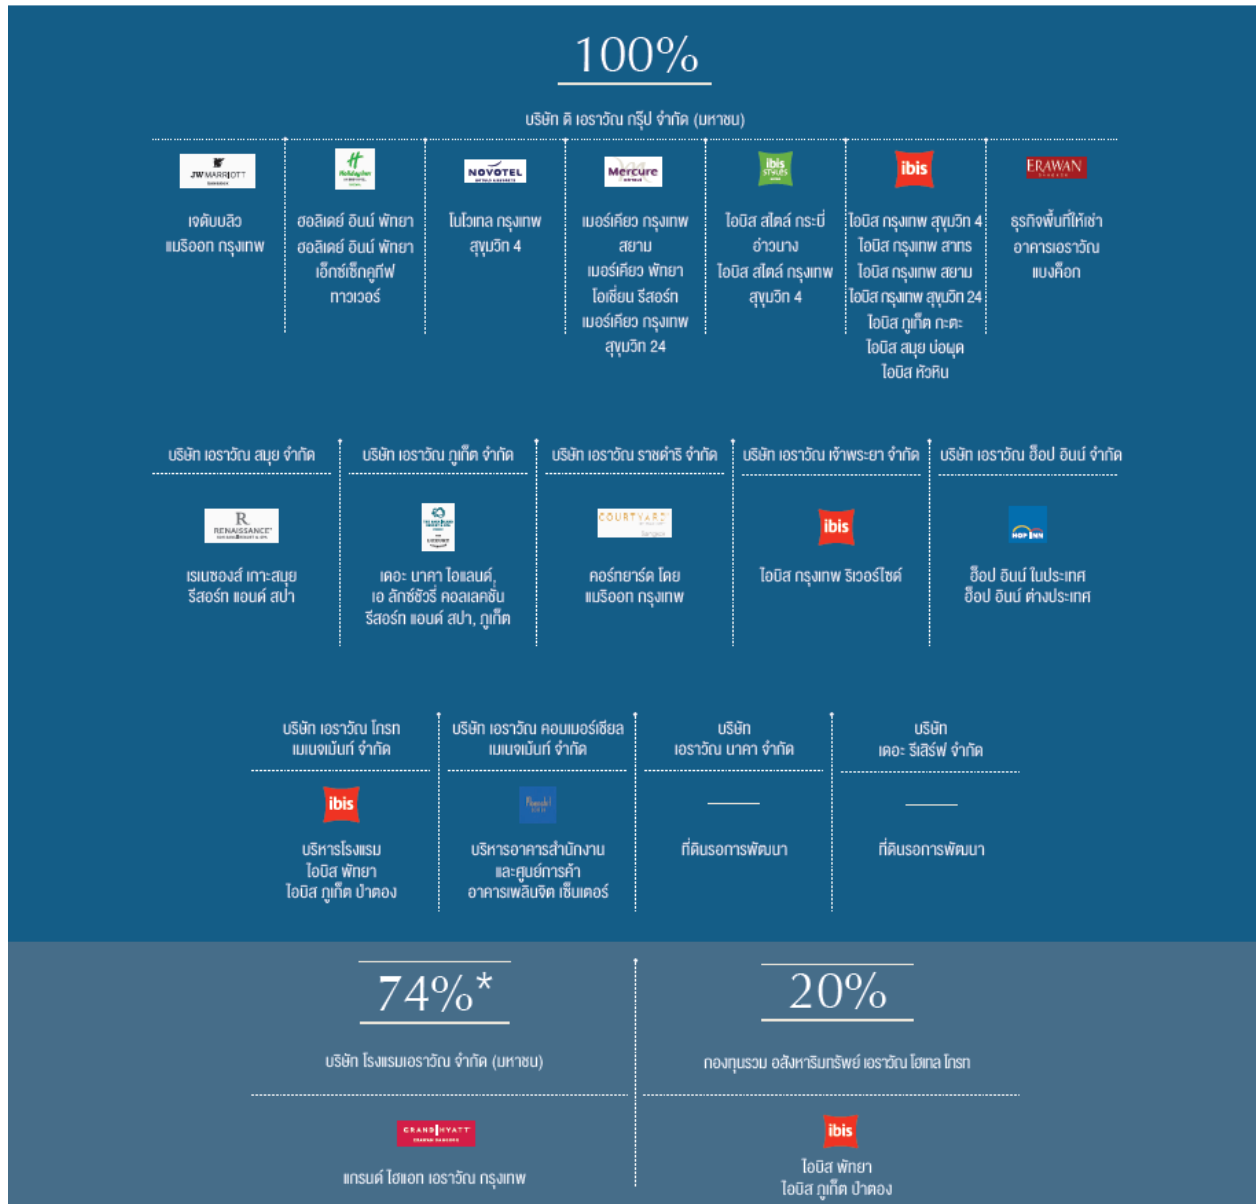 100%
บริษัท ดิ เอราวัณ กรุ๊ป จำกัด (มหาชน)
JW MARRIOTT
Holiday Inn
NOVOTEL
Mercure
ibis
STYLES
ibis
ERAWAN
BANGKOK
เจดับบลิว
แมริออท กรุงเทพ
ฮอลิเดย์ อินน์ พัทยา
ฮอลิเดย์ อินน์ พัทยา
เอ็กซ์เซ็กคูทีฟ
ทาวเวอร์
โนโวเทล กรุงเทพ
สุขุมวิท 4
เมอร์เคียว กรุงเทพ
สยาม
เมอร์เคียว พัทยา
โอเชี่ยน รีสอร์ท
เมอร์เคียว กรุงเทพ
สุขุมวิท 24
ไอบิส สไตล์ กระบี่
อ่าวนาง
ไอบิส สไตล์ กรุงเทพ
สุขุมวิท 4
ไอบิส กรุงเทพ สุขุมวิท 4
ไอบิส กรุงเทพ สาทร
ไอบิส กรุงเทพ สยาม
ไอบิส กรุงเทพ สุขุมวิท 24
ไอบิส ภูเก็ต กะตะ
ไอบิส สมุย บ่อผุด
ไอบิส หัวหิน
ธุรกิจพื้นที่ให้เช่า
อาคารเอราวัณ
แบงค็อก
บริษัท เอราวัณ สมุย จำกัด
บริษัท เอราวัณ ภูเก็ต จำกัด
บริษัท เอราวัณ ราชดำริ จำกัด
บริษัท เอราวัณ เจ้าพระยา จำกัด
บริษัท เอราวัณ ฮ็อป อินน์ จำกัด
R
RENAISSANCE
COURTYARD
Bangkok
ibis
HOP INN
เรเนซองส์ เกาะสมุย
รีสอร์ท แอนด์ สปา
เดอะ นาคา ไอแลนด์,
เอ ลักซ์ชัวรี่ คอลเลคชั่น
รีสอร์ท แอนด์ สปา, ภูเก็ต
คอร์ทยาร์ด โดย
แมริออท กรุงเทพ
ไอบิส กรุงเทพ ริเวอร์ไซด์
ฮ็อป อินน์ ในประเทศ
ฮ็อป อินน์ ต่างประเทศ
บริษัท เอราวัณ โกรท
เมเนจเม้นท์ จำกัด
บริษัท เอราวัณ คอมเมอร์เชียล
เมเนจเม้นท์ จำกัด
บริษัท
เอราวัณ นาคา จำกัด
บริษัท
เดอะ รีเสิร์ฟ จำกัด
ibis
บริหารโรงแรม
ไอบิส พัทยา
ไอบิส ภูเก็ต ป่าตอง
บริหารอาคารสำนักงาน
และศูนย์การค้า
อาคารเพลินจิต เซ็นเตอร์
ที่ดินรอการพัฒนา
ที่ดินรอการพัฒนา
74%*
บริษัท โรงแรมเอราวัณ จำกัด (มหาชน)
GRAND HYATT
ERAWAN BANGKOK
แกรนด์ ไฮแอท เอราวัณ กรุงเทพ
20%
กองทุนรวม อสังหาริมทรัพย์ เอราวัณ โฮเทล โกรท
ibis
ไอบิส พัทยา
ไอบิส ภูเก็ต ป่าตอง